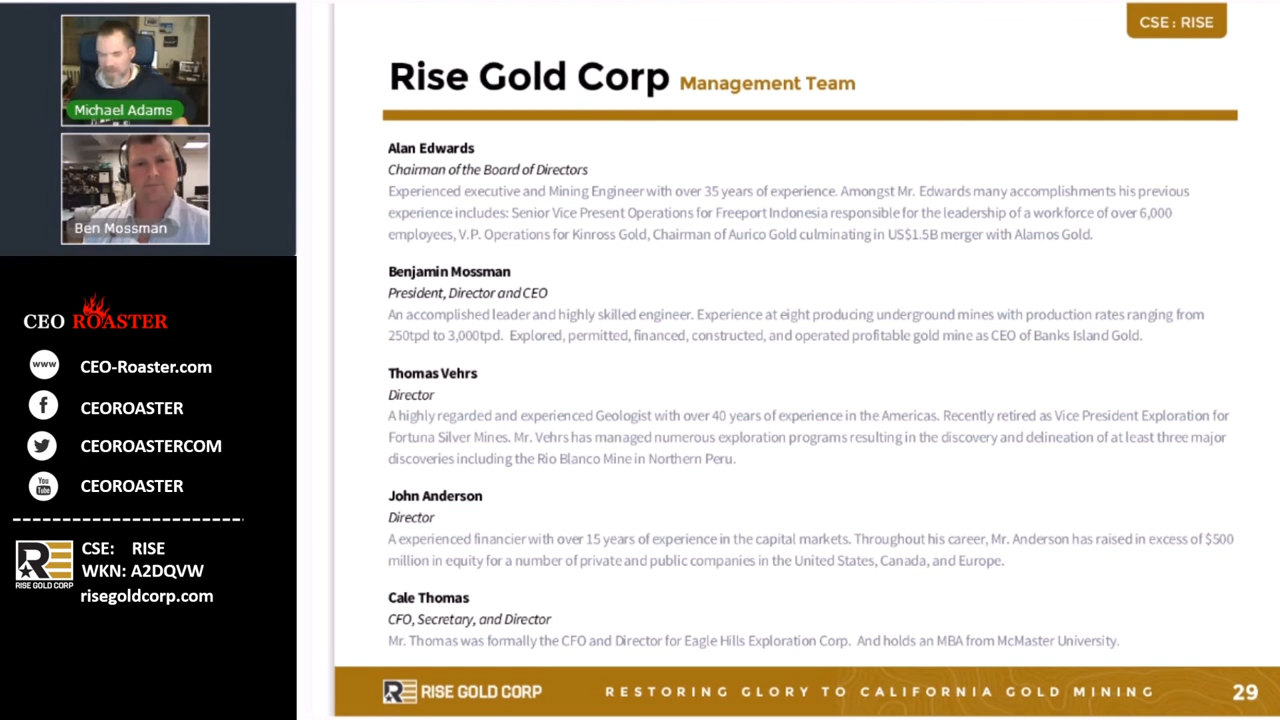 Michael Adams
Ben Mossman
CEO ROASTER
www
CEO-Roaster.com
f
CEOROASTER
CEOROASTERCOM
You
Tube
CEOROASTER
R
RISE GOLD CORP
CSE: RISE
WKN: A2DQVW
risegoldcorp.com
CSE : RISE
Rise Gold Corp Management Team
Alan Edwards
Chairman of the Board of Directors
Experienced executive and Mining Engineer with over 35 years of experience. Amongst Mr. Edwards many accomplishments his previous
experience includes: Senior Vice Present Operations for Freeport Indonesia responsible for the leadership of a workforce of over 6,000
employees, V.P. Operations for Kinross Gold, Chairman of Aurico Gold culminating in US$1.5B merger with Alamos Gold.
Benjamin Mossman
President, Director and CEO
An accomplished leader and highly skilled engineer. Experience at eight producing underground mines with production rates ranging from
250tpd to 3,000tpd. Explored, permitted, financed, constructed, and operated profitable gold mine as CEO of Banks Island Gold.
Thomas Vehrs
Director
A highly regarded and experienced Geologist with over 40 years of experience in the Americas. Recently retired as Vice President Exploration for
Fortuna Silver Mines. Mr. Vehrs has managed numerous exploration programs resulting in the discovery and delineation of at least three major
discoveries including the Rio Blanco Mine in Northern Peru.
John Anderson
Director
A experienced financier with over 15 years of experience in the capital markets. Throughout his career, Mr. Anderson has raised in excess of $500
million in equity for a number of private and public companies in the United States, Canada, and Europe.
Cale Thomas
CFO, Secretary, and Director
Mr. Thomas was formally the CFO and Director for Eagle Hills Exploration Corp. And holds an MBA from McMaster University.
R RISE GOLD CORP
RESTORING GLORY TO CALIFORNIA GOLD MINING
29